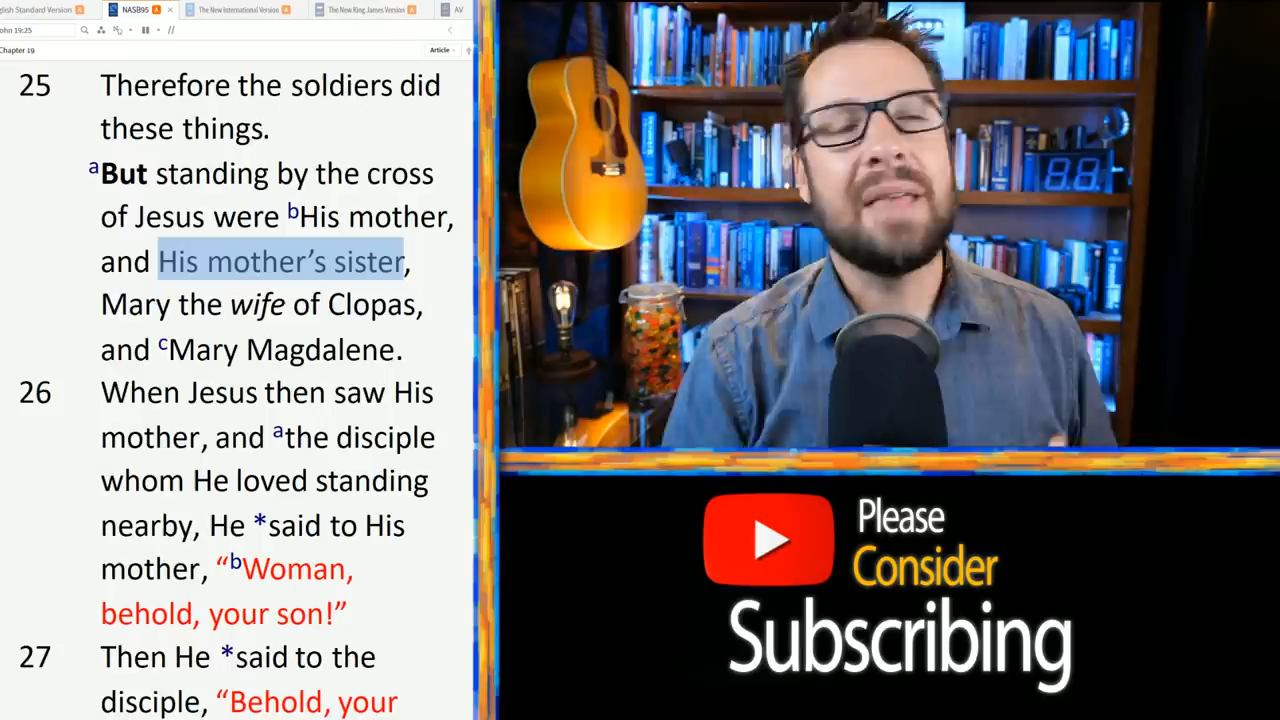 glish Standard Version
NASB95
The New International Version
The New King James Version
AV
ohn 19:25
Chapter 19
Article
25 Therefore the soldiers did
these things.
aBut standing by the cross
of Jesus were bHis mother,
and His mother’s sister,
Mary the wife of Clopas,
and cMary Magdalene.
26 When Jesus then saw His
mother, and athe disciple
whom He loved standing
nearby, He *said to His
mother, “bWoman,
behold, your son!”
27 Then He *said to the
disciple, “Behold, your
Please
Consider
Subscribing